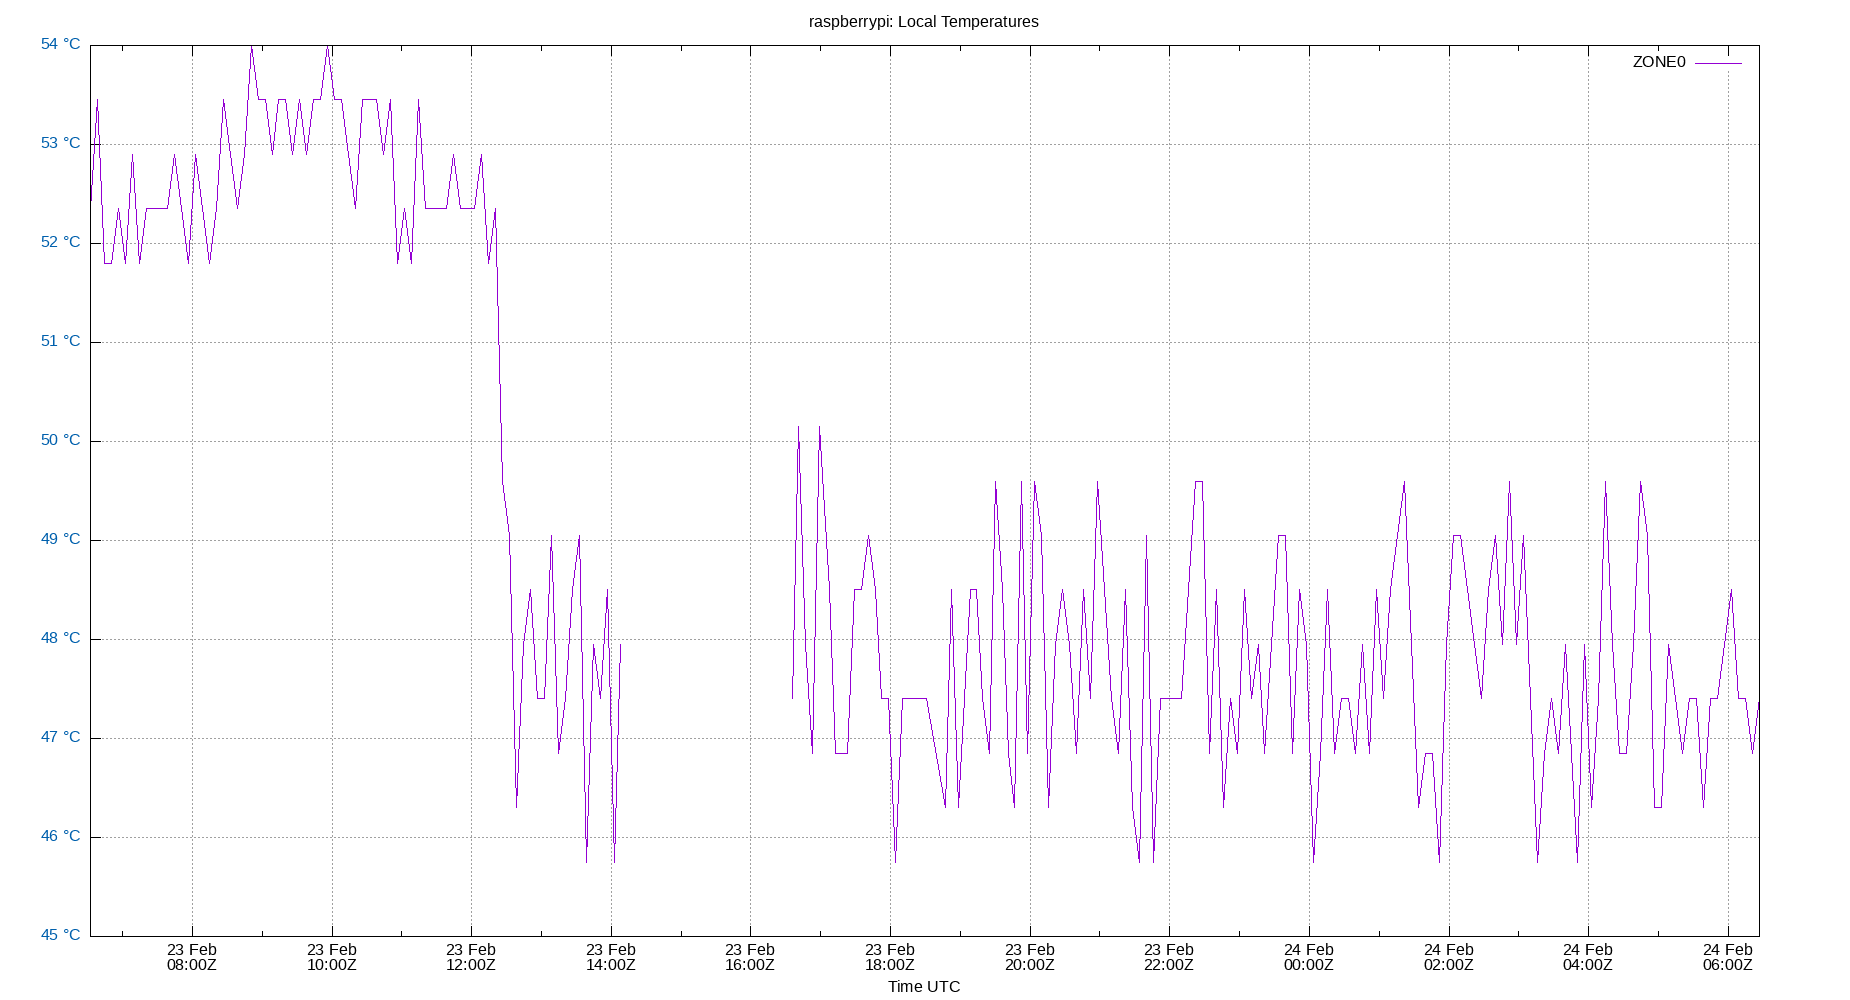 raspberrypi: Local Temperatures
ZONE0
54 °C
53 °C
52 °C
51 °C
50 °C
49 °C
48 °C
47 °C
46 °C
45 °C
23 Feb 23 Feb 23 Feb 23 Feb 23 Feb 23 Feb 23 Feb 23 Feb 24 Feb 24 Feb 24 Feb 24 Feb
08:00Z 10:00Z 12:00Z 14:00Z 16:00Z 18:00Z 20:00Z 22:00Z 00:00Z 02:00Z 04:00Z 06:00Z
Time UTC